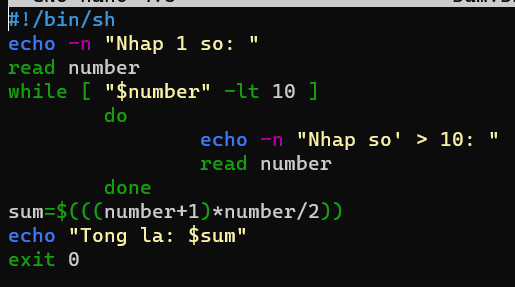 #!/bin/sh
echo -n "Nhap 1 so: "
read number
while [ "$number" -lt 10 ]
        do
                echo -n "Nhap so' > 10: "
                read number
        done
sum=$(((number+1)*number/2))
echo "Tong la: $sum"
exit 0